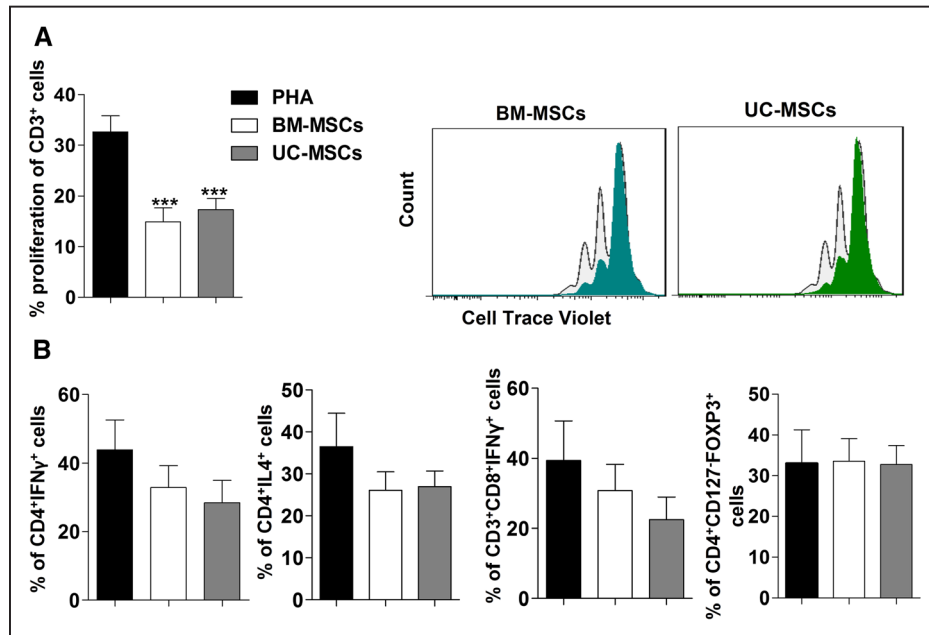 A
% proliferation of CD3⁺ cells
40
30
20
10
0
***
***
PHA
BM-MSCs
UC-MSCs
BM-MSCs
UC-MSCs
Count
Cell Trace Violet
B
% of CD4⁺IFNγ⁺ cells
60
40
20
0
% of CD4⁺IL4⁺ cells
50
40
30
20
10
0
% of CD3⁺CD8⁺IFNγ⁺ cells
60
40
20
0
% of CD4⁺CD127⁻FOXP3⁺
cells
50
40
30
20
10
0